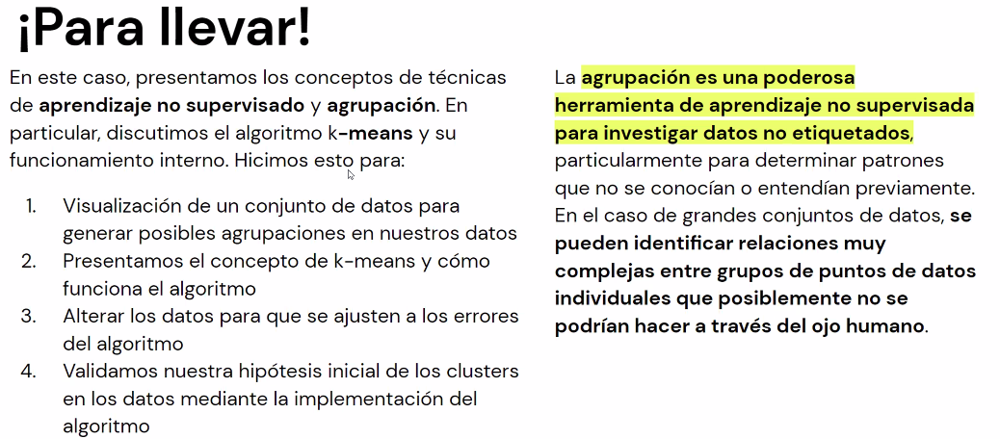 ¡Para llevar!
En este caso, presentamos los conceptos de técnicas
de aprendizaje no supervisado y agrupación. En
particular, discutimos el algoritmo k-means y su
funcionamiento interno. Hicimos esto para:
1. Visualización de un conjunto de datos para
generar posibles agrupaciones en nuestros datos
2. Presentamos el concepto de k-means y cómo
funciona el algoritmo
3. Alterar los datos para que se ajusten a los errores
del algoritmo
4. Validamos nuestra hipótesis inicial de los clusters
en los datos mediante la implementación del
algoritmo
La agrupación es una poderosa
herramienta de aprendizaje no supervisada
para investigar datos no etiquetados,
particularmente para determinar patrones
que no se conocían o entendían previamente.
En el caso de grandes conjuntos de datos, se
pueden identificar relaciones muy
complejas entre grupos de puntos de datos
individuales que posiblemente no se
podrían hacer a través del ojo humano.